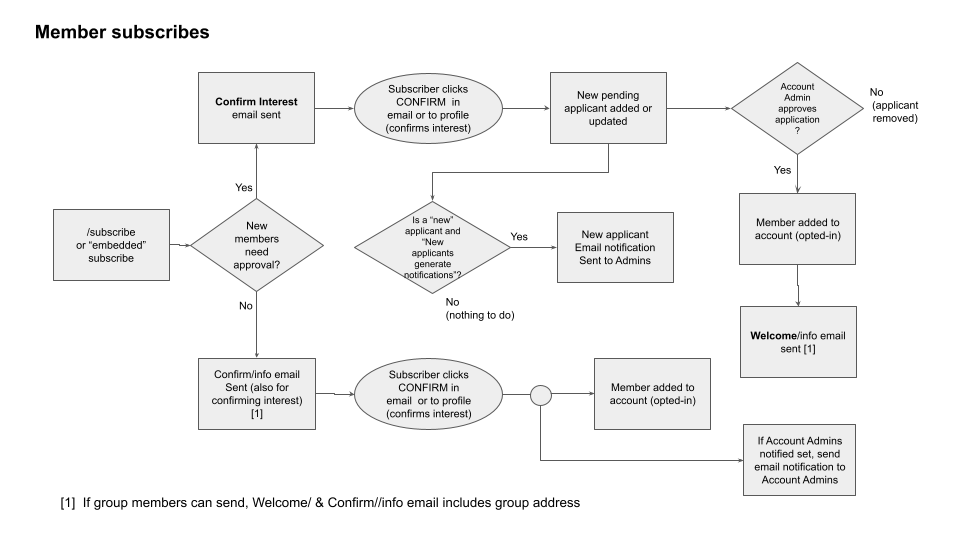 Member subscribes
Confirm Interest
email sent
Subscriber clicks
CONFIRM in
email or to profile
(confirms interest)
New pending
applicant added or
updated
Account
Admin
approves
application
?
No
(applicant
removed)
Yes
Yes
/subscribe
or “embedded”
subscribe
New
members
need
approval?
Is a “new”
applicant and
“New
applicants
generate
notifications”?
Yes
New applicant
Email notification
Sent to Admins
Member added to
account (opted-in)
No
No
(nothing to do)
Welcome/info email
sent [1]
Confirm/info email
Sent (also for
confirming interest)
[1]
Subscriber clicks
CONFIRM in
email or to profile
(confirms interest)
Member added to
account (opted-in)
If Account Admins
notified set, send
email notification to
Account Admins
[1] If group members can send, Welcome/ & Confirm//info email includes group address